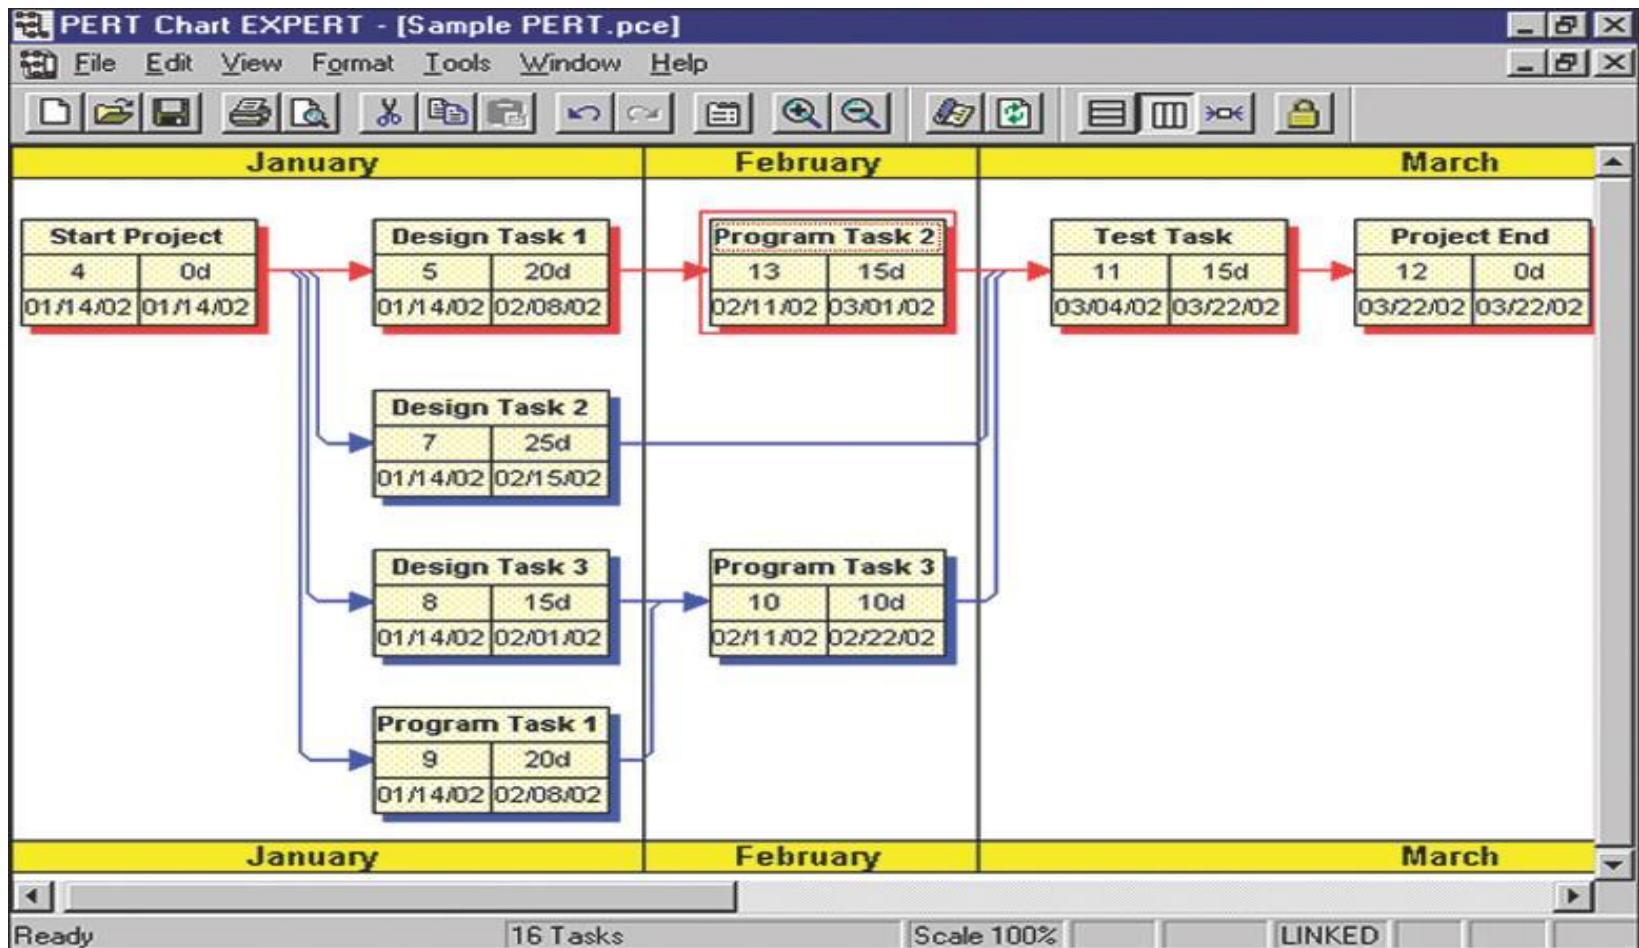 PERT Chart EXPERT - [Sample PERT.pce]
File Edit View Format Tools Window Help
January February March
Start Project
4 0d
01/14/02 01/14/02
Design Task 1
5 20d
01/14/02 02/08/02
Program Task 2
13 15d
02/11/02 03/01/02
Test Task
11 15d
03/04/02 03/22/02
Project End
12 0d
03/22/02 03/22/02
Design Task 2
7 25d
01/14/02 02/15/02
Design Task 3
8 15d
01/14/02 02/01/02
Program Task 3
10 10d
02/11/02 02/22/02
Program Task 1
9 20d
01/14/02 02/08/02
January February March
Ready 16 Tasks Scale 100% LINKED